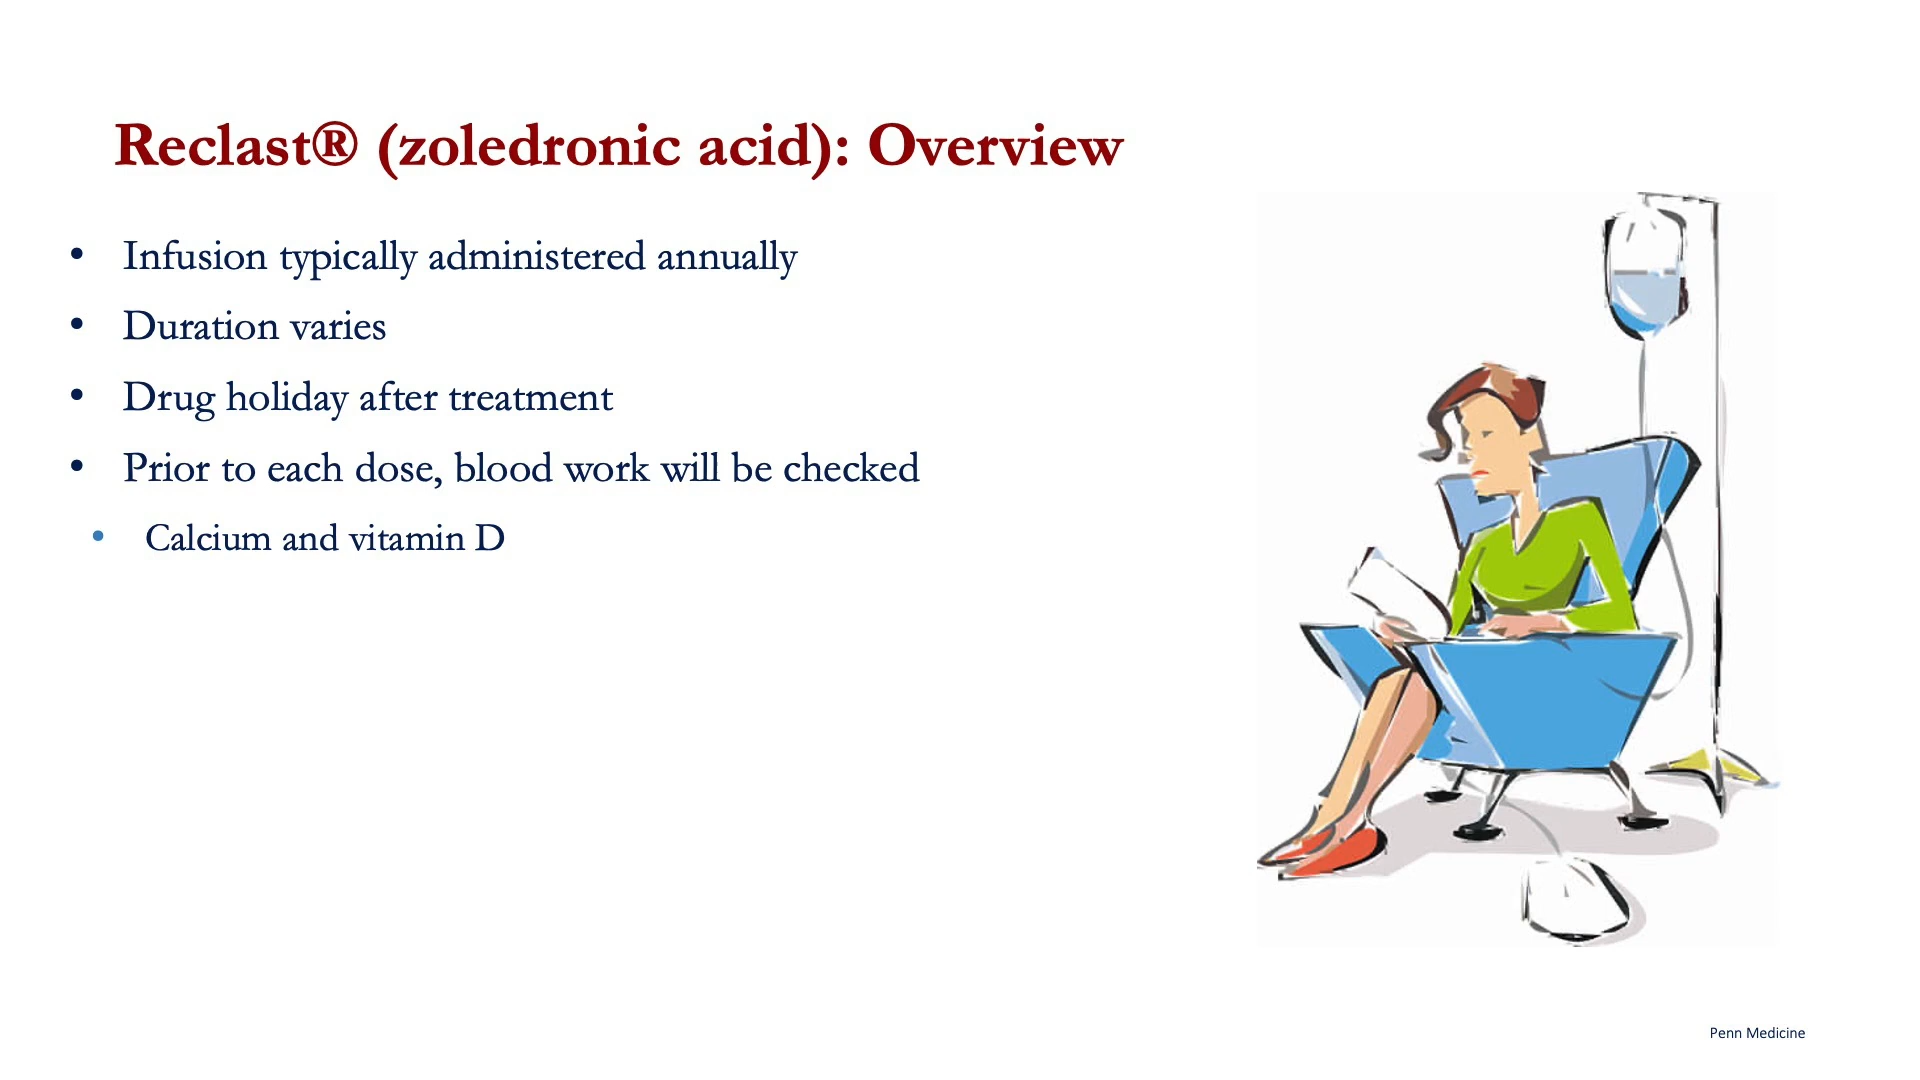 Reclast® (zoledronic acid): Overview
• Infusion typically administered annually
• Duration varies
• Drug holiday after treatment
• Prior to each dose, blood work will be checked
• Calcium and vitamin D
Penn Medicine